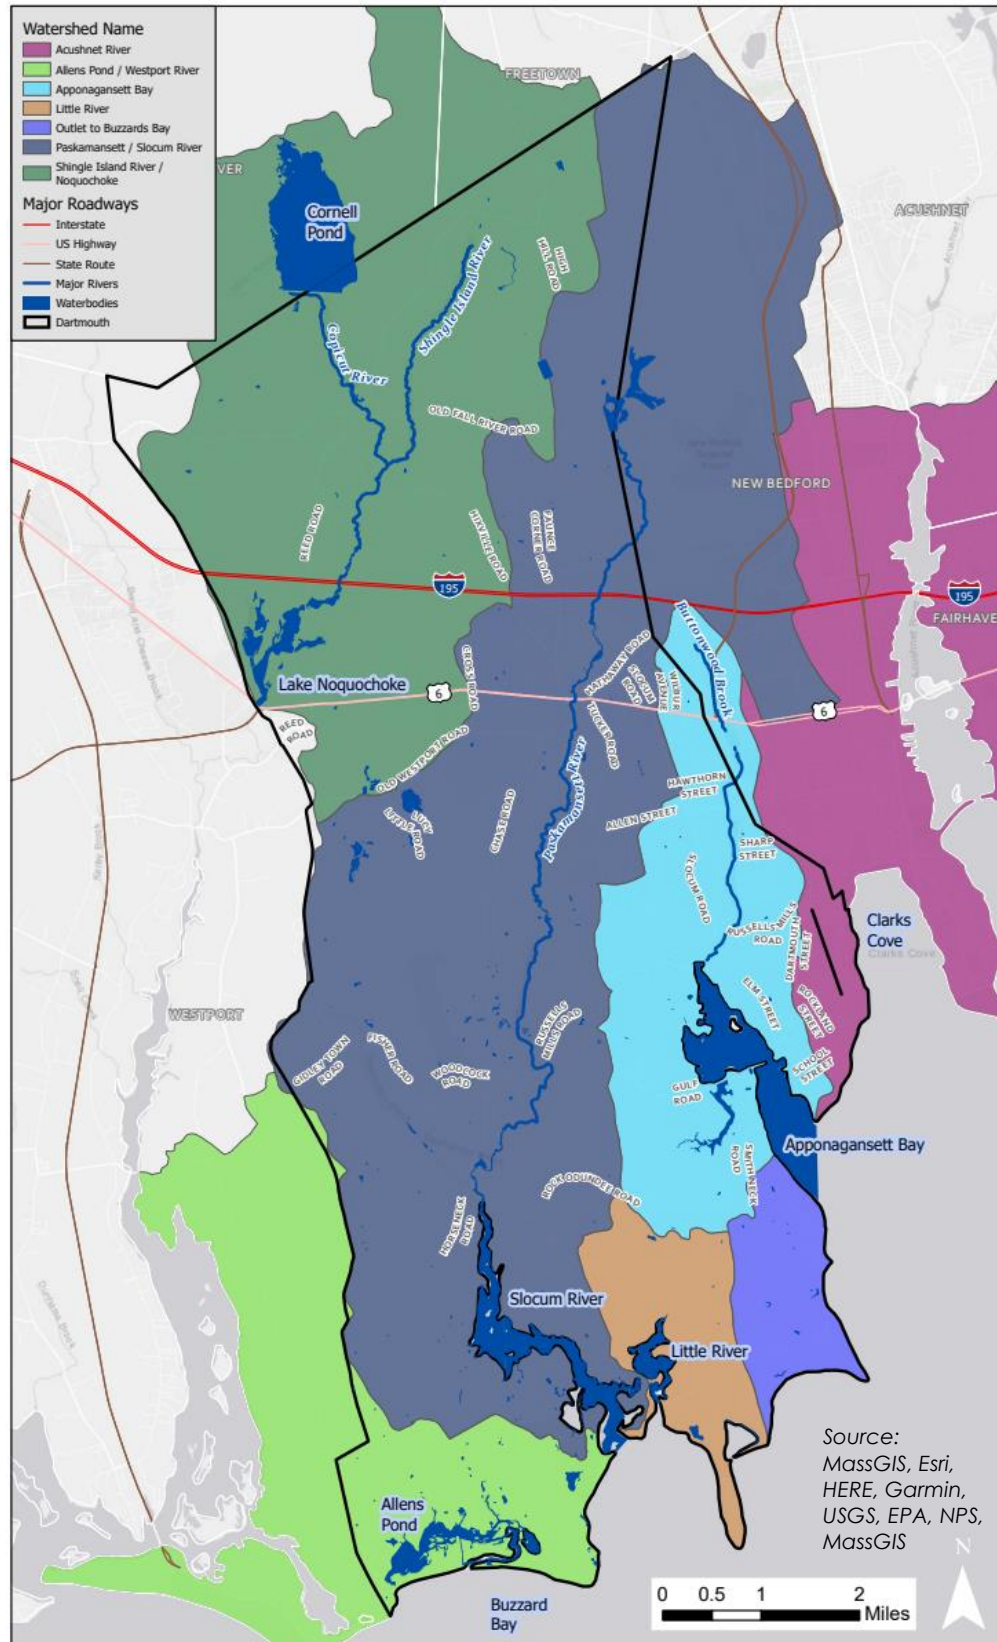 Watershed Name
Acushnet River
Allens Pond / Westport River
Apponagansett Bay
Little River
Outlet to Buzzards Bay
Paskamansett / Slocum River
Shingle Island River /
Noquochoke
Major Roadways
Interstate
US Highway
State Route
Major Rivers
Waterbodies
Dartmouth
FREETOWN
VER
ACUSHNET
Cornell
Pond
HIGH
HILL ROAD
Shingle Island River
Copicut River
OLD FALL RIVER ROAD
NEW BEDFORD
REED ROAD
HIXVILLE ROAD
FAUNCE
CORNER ROAD
195
195
FAIRHAVEN
Buttonwood Brook
Lake Noquochoke
6
CROSS ROAD
HATHAWAY ROAD
SLOCUM
ROAD
WILBUR
AVENUE
6
REED
ROAD
TUCKER ROAD
OLD WESTPORT ROAD
Paskamansett River
HAWTHORN
STREET
CHASE ROAD
LUCY
LITTLE ROAD
ALLEN STREET
SHARP
STREET
SLOCUM ROAD
RUSSELLS MILLS
ROAD
DARTMOUTH
STREET
Clarks
Cove
Clarks Cove
ELM STREET
ROCKLAND
STREET
WESTPORT
RUSSELLS
MILLS ROAD
GIDLEY TOWN
ROAD
FISHER ROAD
WOODCOCK
ROAD
SCHOOL
STREET
GULF
ROAD
Apponagansett Bay
SMITH NECK
ROAD
ROCK ODUNDEE ROAD
HORSENECK
ROAD
Slocum River
Little River
Allens
Pond
Buzzard
Bay
Source:
MassGIS, Esri,
HERE, Garmin,
USGS, EPA, NPS,
MassGIS
N
0 0.5 1 2
Miles